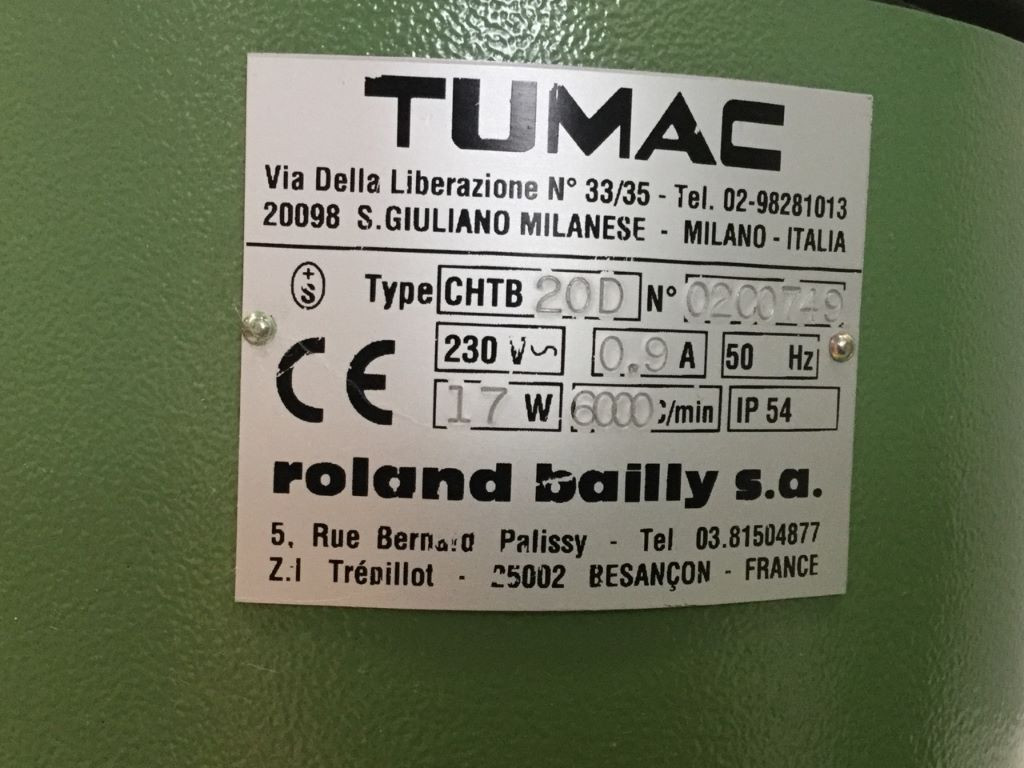 TUMAC
Via Della Liberazione N° 33/35 - Tel. 02-98281013
20098 S.GIULIANO MILANESE - MILANO - ITALIA
+S Type CHTB 20D N° 0200749
CE 230 V~ 0.9 A 50 Hz
17 W 6000 c/min IP 54
roland bailly s.a.
5, Rue Bernard Palissy - Tel 03.81504877
Z.I Trépillot - 25002 BESANÇON - FRANCE